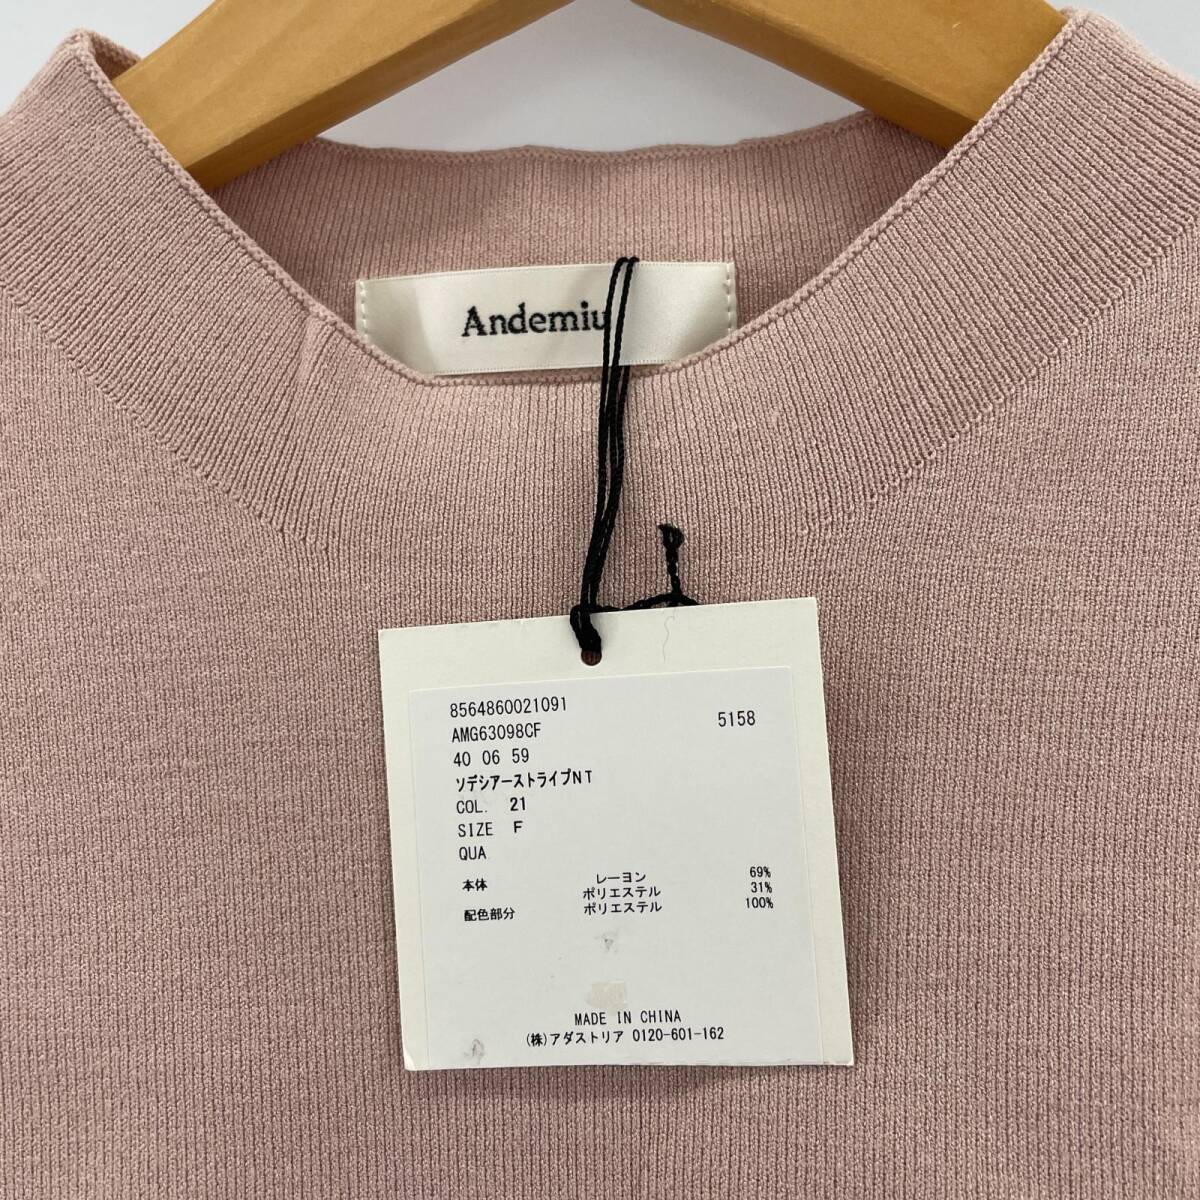 Andemiu
8564860021091
AMG63098CF 5158
40 06 59
ソデシアーストライプNT
COL. 21
SIZE F
QUA
本体 レーヨン 69%
ポリエステル 31%
配色部分 ポリエステル 100%
MADE IN CHINA
(株)アダストリア 0120-601-162